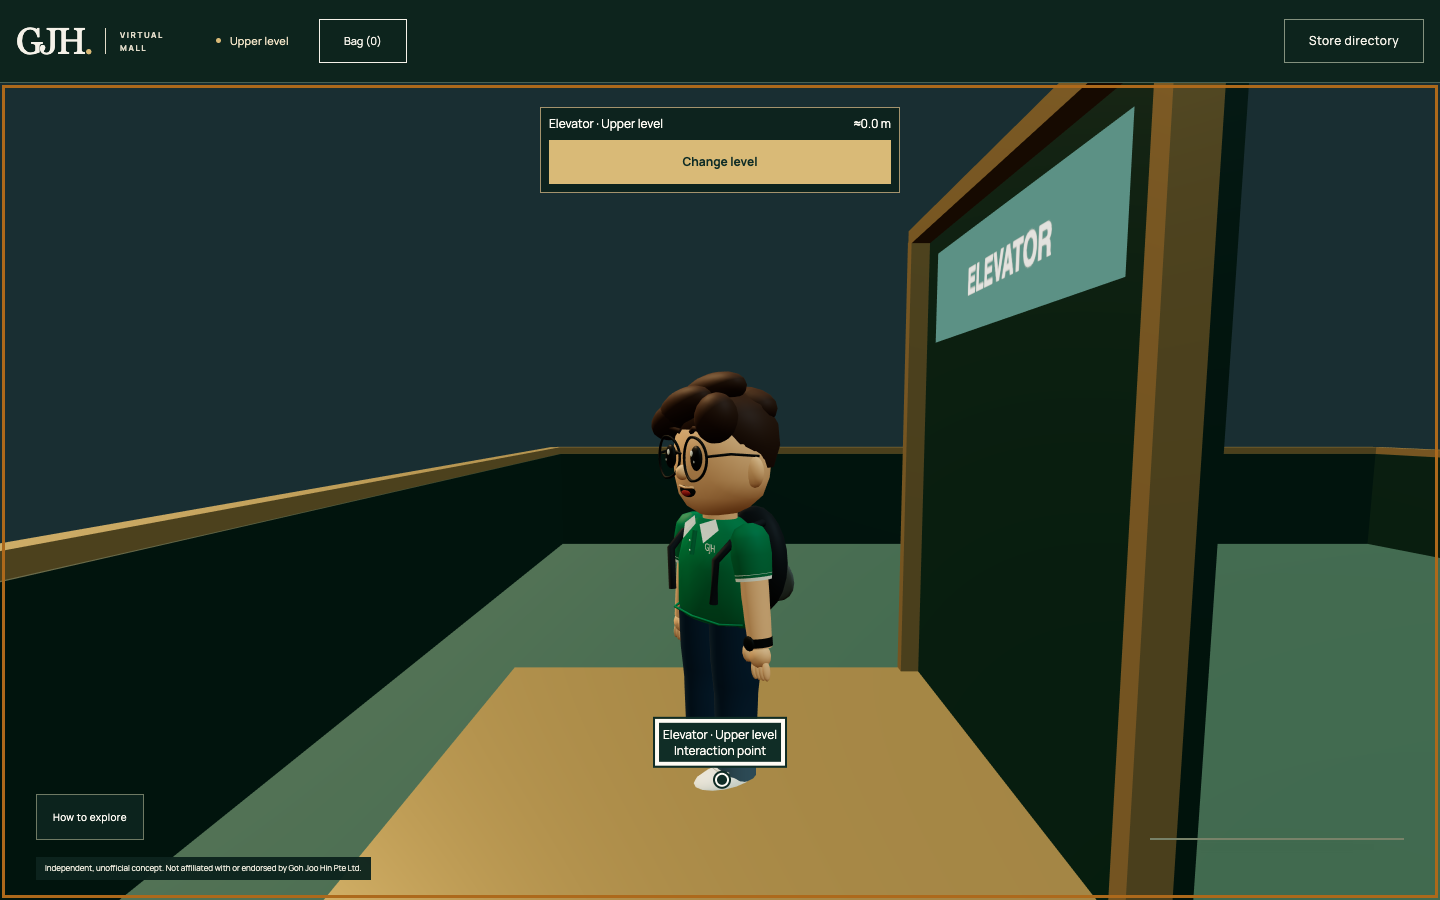 GJH.
VIRTUAL
MALL
Upper level
Bag (0)
Store directory
Elevator · Upper level
≈0.0 m
Change level
ELEVATOR
GJH
Elevator · Upper level
Interaction point
How to explore
Independent, unofficial concept. Not affiliated with or endorsed by Goh Joo Hin Pte Ltd.